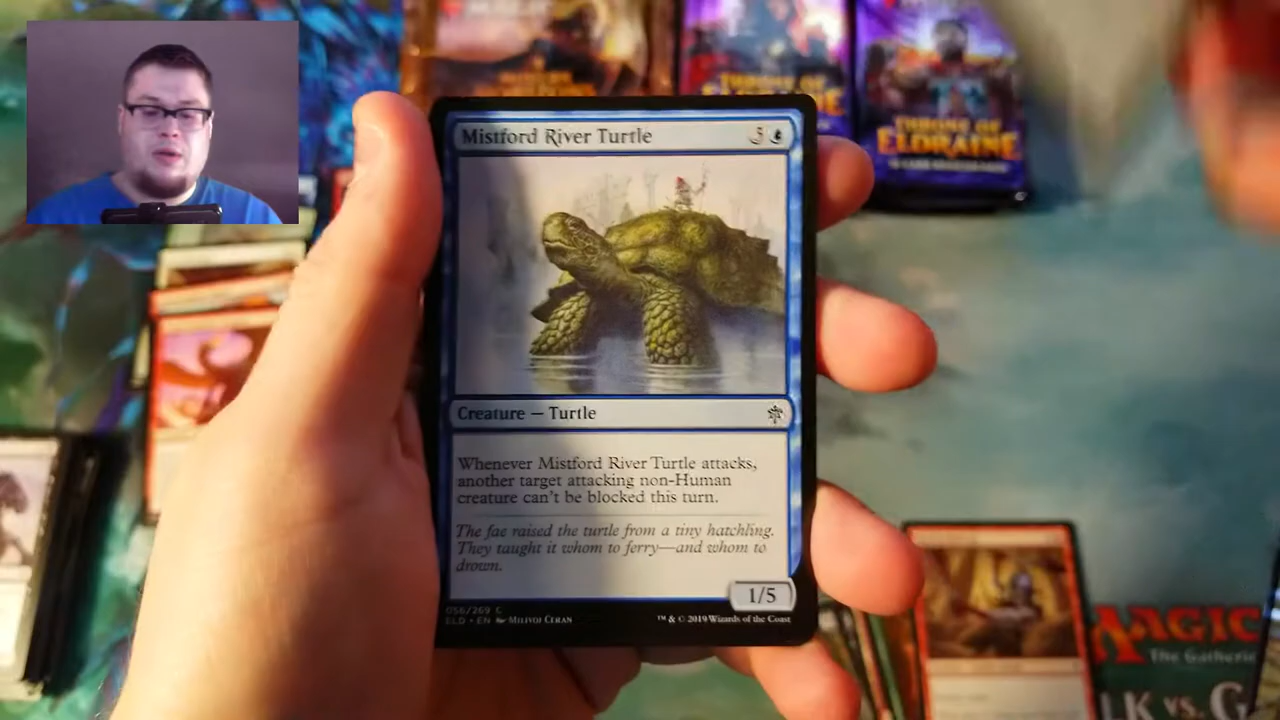 THRONE OF
ELDRAINE
Mistford River Turtle 5
Creature — Turtle
Whenever Mistford River Turtle attacks,
another target attacking non-Human
creature can't be blocked this turn.
The fae raised the turtle from a tiny hatchling.
They taught it whom to ferry—and whom to
drown.
1/5
056/269 C
ELD • EN MILIVOJ ĆERAN
™ & © 2019 Wizards of the Coast
MAGIC
The Gathering
LK vs. G